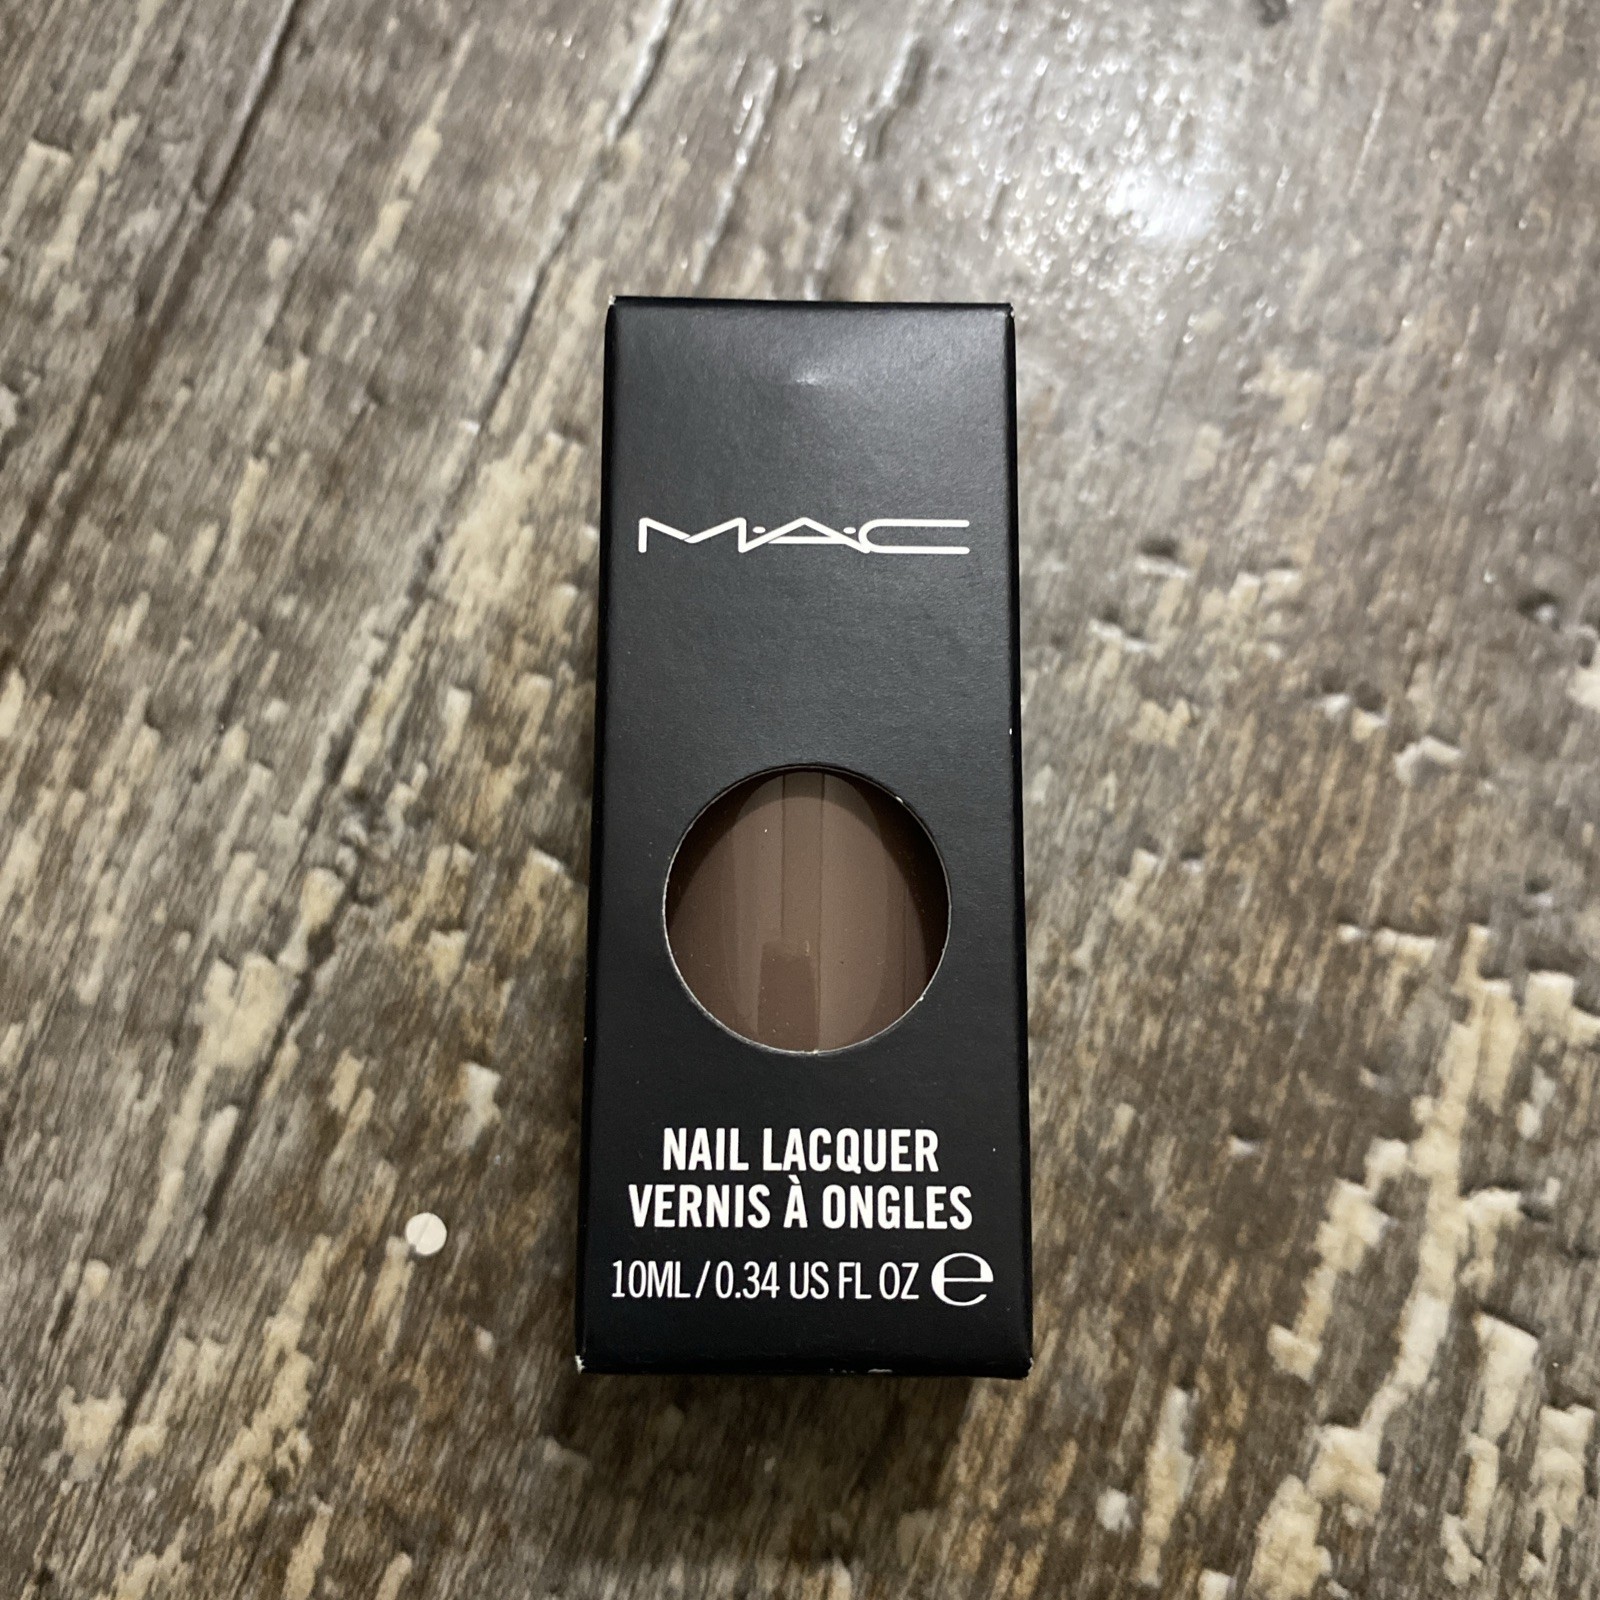 M·A·C
NAIL LACQUER
VERNIS À ONGLES
10ML / 0.34 US FL OZ ℮